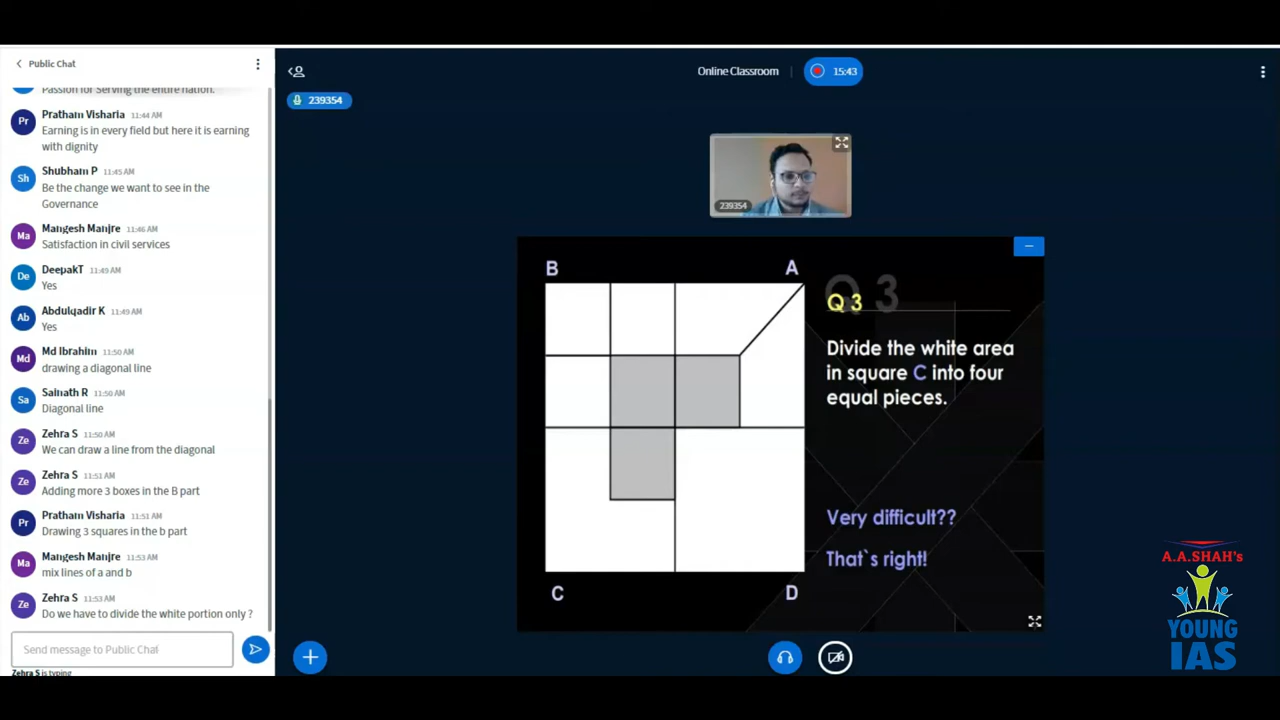 Public Chat
Passion for Serving the entire nation.
Pr
Pratham Visharia 11:44 AM
Earning is in every field but here it is earning
with dignity
Sh
Shubham P 11:45 AM
Be the change we want to see in the
Governance
Ma
Mangesh Manjre 11:46 AM
Satisfaction in civil services
De
DeepakT 11:49 AM
Yes
Ab
Abdulqadir K 11:49 AM
Yes
Md
Md Ibrahim 11:50 AM
drawing a diagonal line
Sa
Sainath R 11:50 AM
Diagonal line
Ze
Zehra S 11:50 AM
We can draw a line from the diagonal
Ze
Zehra S 11:51 AM
Adding more 3 boxes in the B part
Pr
Pratham Visharia 11:51 AM
Drawing 3 squares in the b part
Ma
Mangesh Manjre 11:53 AM
mix lines of a and b
Ze
Zehra S 11:53 AM
Do we have to divide the white portion only ?
Send message to Public Chat
Zehra S is typing
Online Classroom
15:43
239354
239354
B
A
C
D
Q 3
Q 3
Divide the white area
in square C into four
equal pieces.
Very difficult??
That`s right!
A.A.SHAH's
YOUNG
IAS